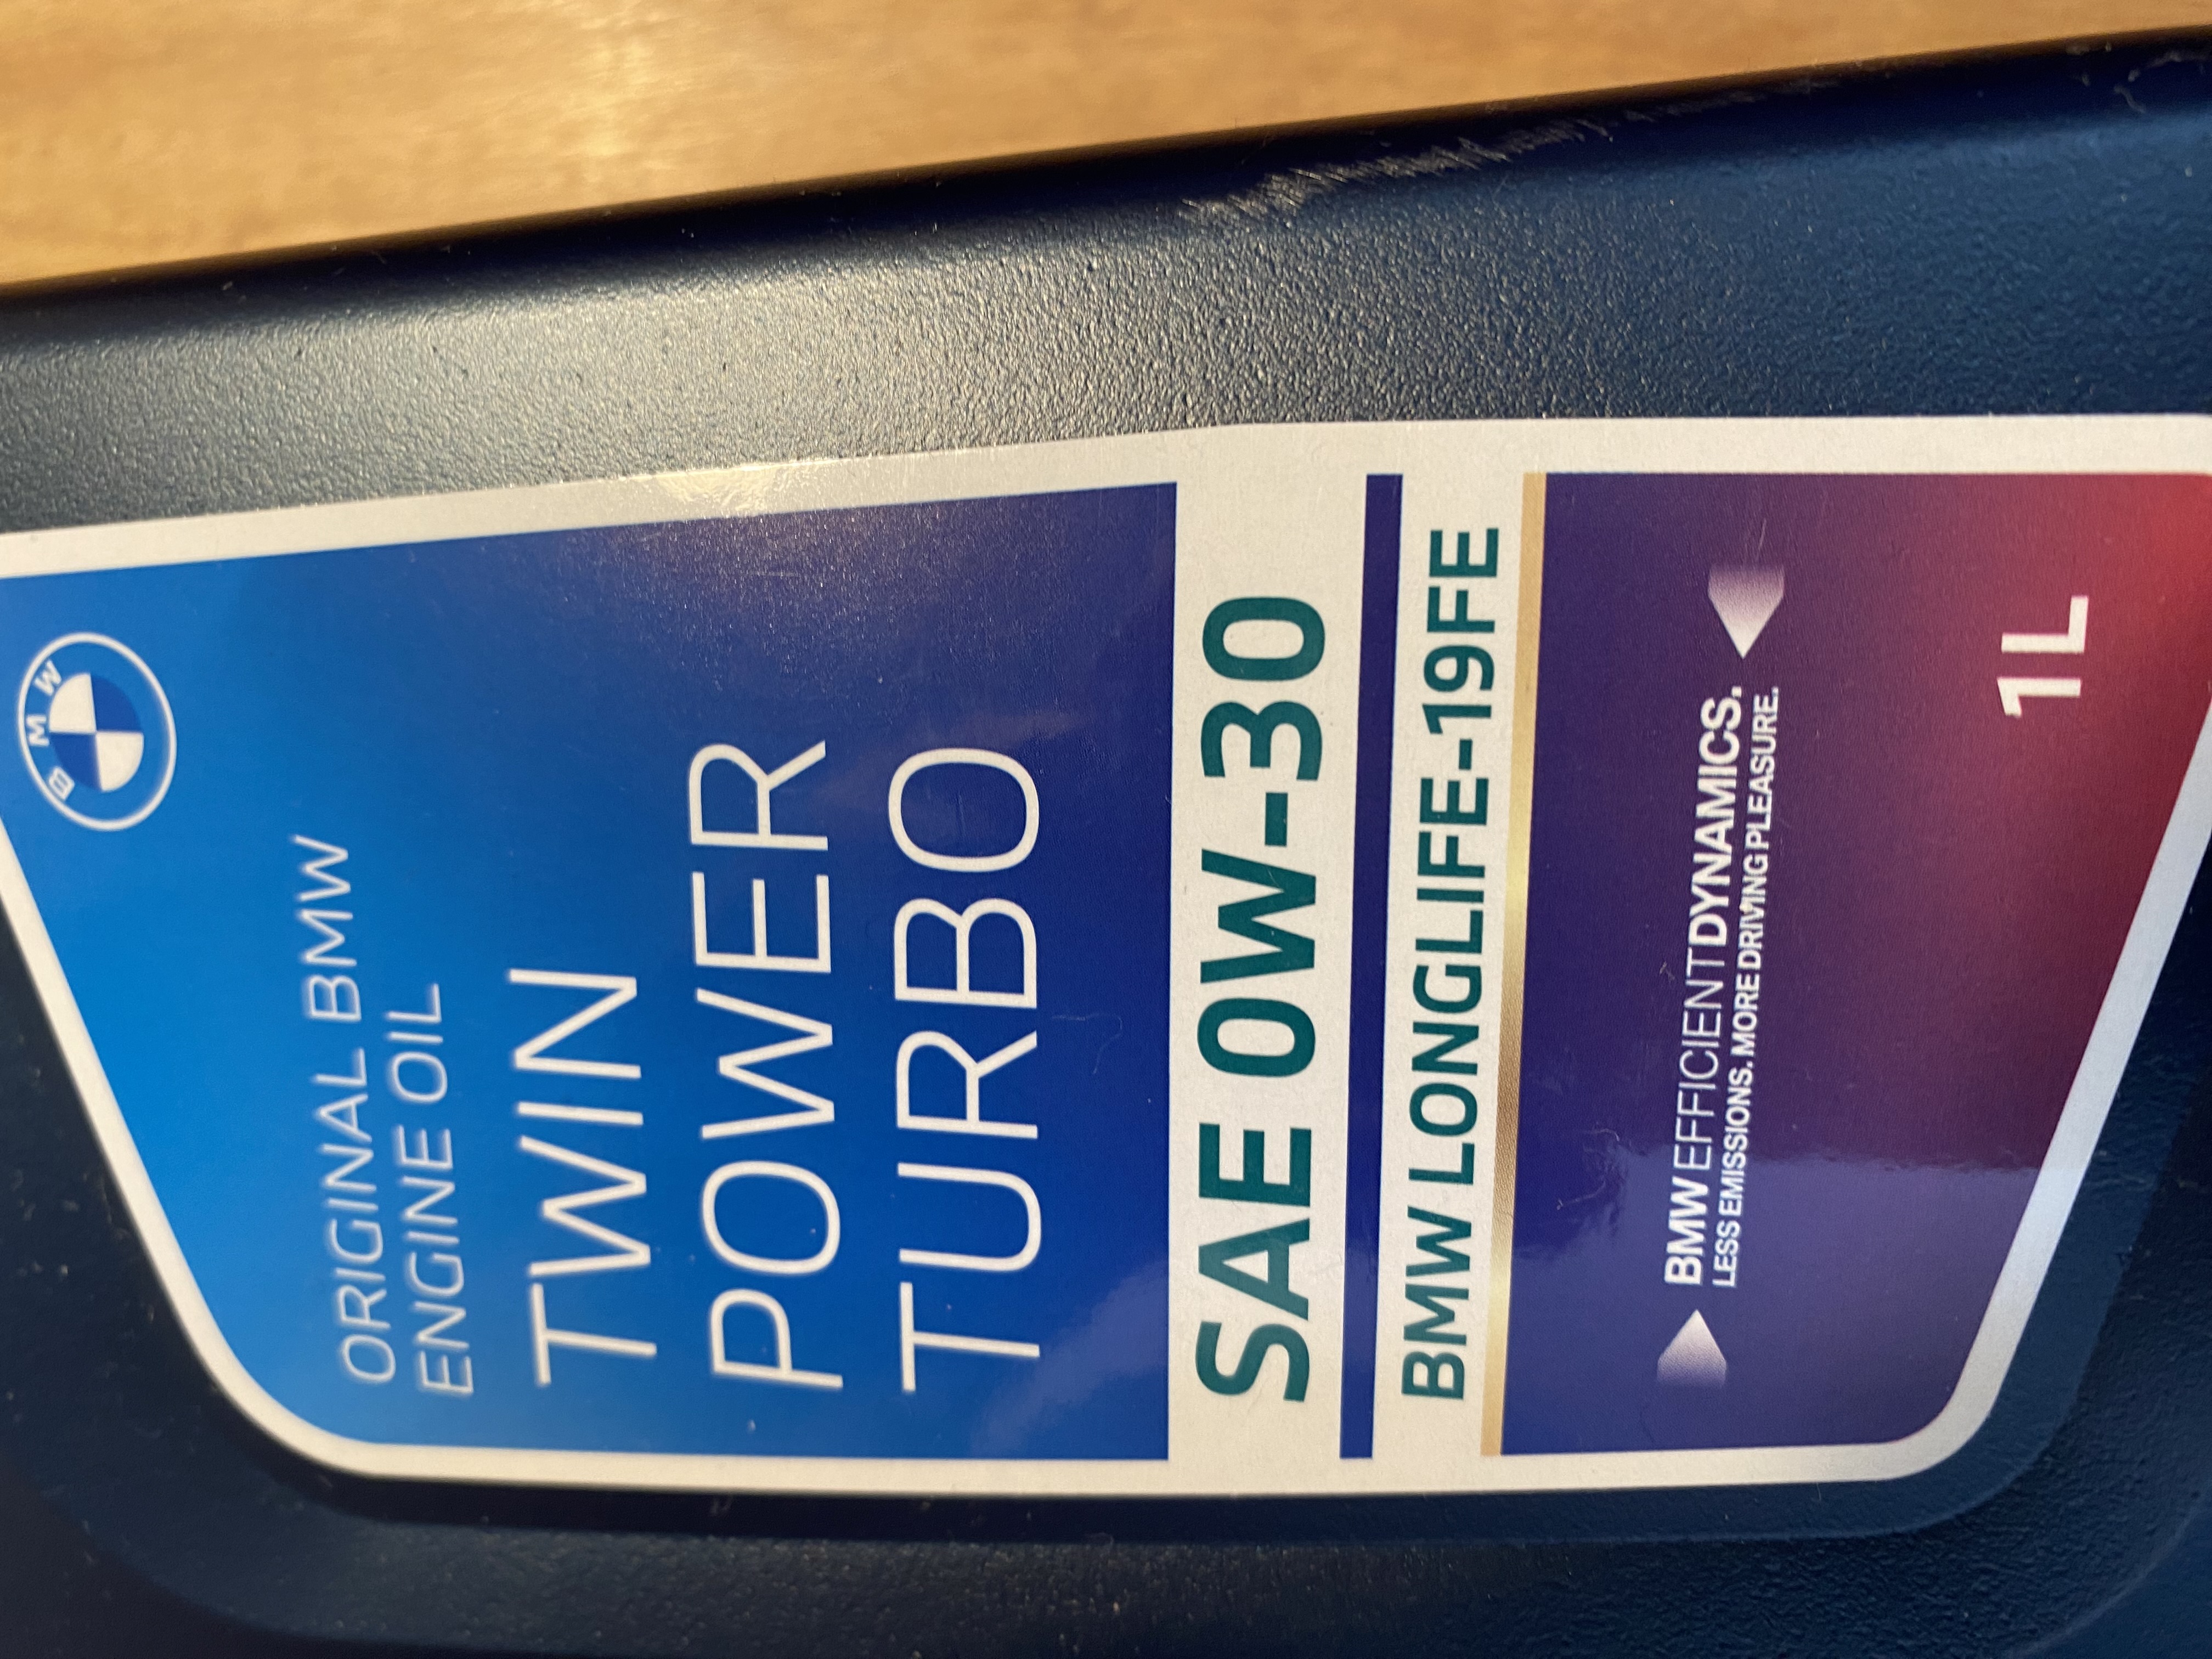 BMW
ORIGINAL BMW
ENGINE OIL
TWIN
POWER
TURBO
SAE 0W-30
BMW LONGLIFE-19FE
BMW EFFICIENTDYNAMICS.
LESS EMISSIONS. MORE DRIVING PLEASURE.
1L